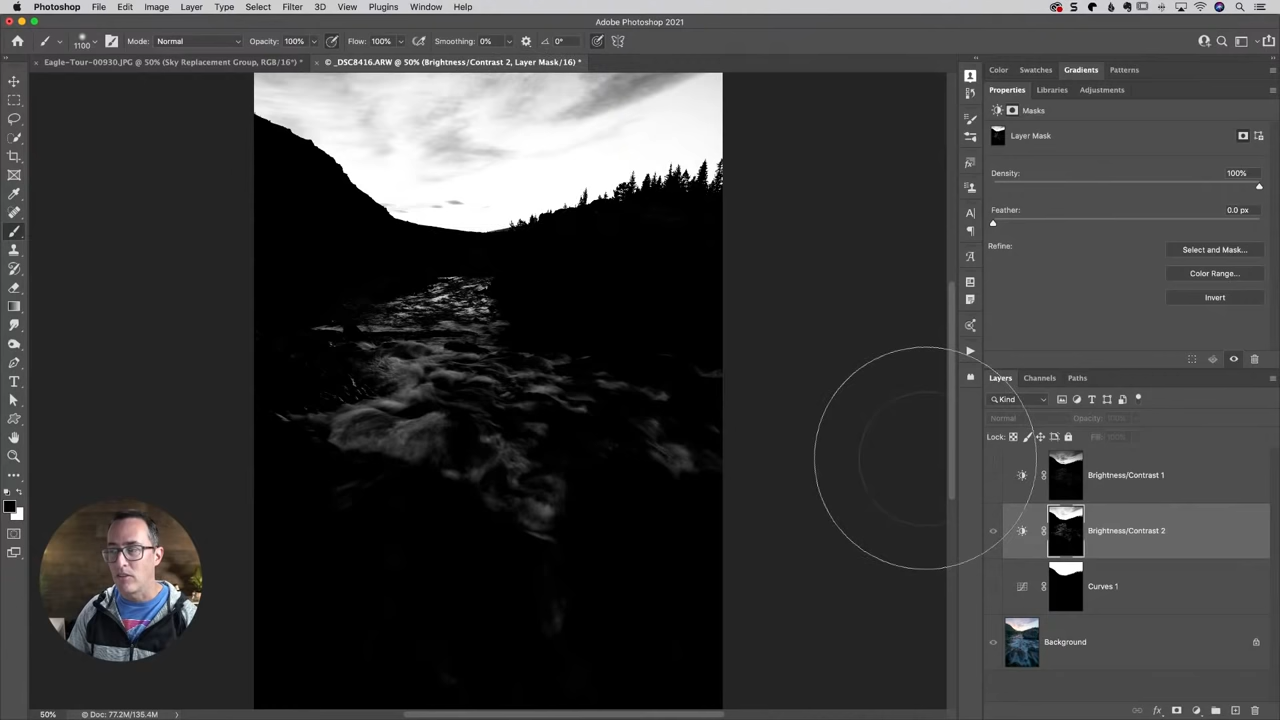 Photoshop File Edit Image Layer Type Select Filter 3D View Plugins Window Help
Adobe Photoshop 2021
1100 Mode: Normal Opacity: 100% Flow: 100% Smoothing: 0% 0°
Eagle-Tour-00930.JPG @ 50% (Sky Replacement Group, RGB/16*) *
© _DSC8416.ARW @ 50% (Brightness/Contrast 2, Layer Mask/16) *
Color Swatches Gradients Patterns
Properties Libraries Adjustments
Masks
Layer Mask
Density: 100%
Feather: 0.0 px
Refine:
Select and Mask...
Color Range...
Invert
Layers Channels Paths
Kind
Normal Opacity: 100%
Lock: Fill: 100%
Brightness/Contrast 1
Brightness/Contrast 2
Curves 1
Background
50% Doc: 77.2M/135.4M